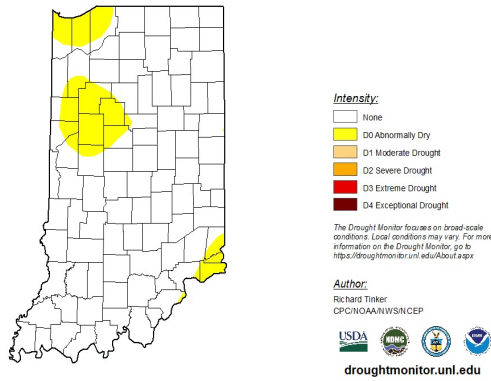 Intensity:
None
D0 Abnormally Dry
D1 Moderate Drought
D2 Severe Drought
D3 Extreme Drought
D4 Exceptional Drought
The Drought Monitor focuses on broad-scale
conditions. Local conditions may vary. For more
information on the Drought Monitor, go to
https://droughtmonitor.unl.edu/About.aspx
Author:
Richard Tinker
CPC/NOAA/NWS/NCEP
USDA
NDMC
droughtmonitor.unl.edu